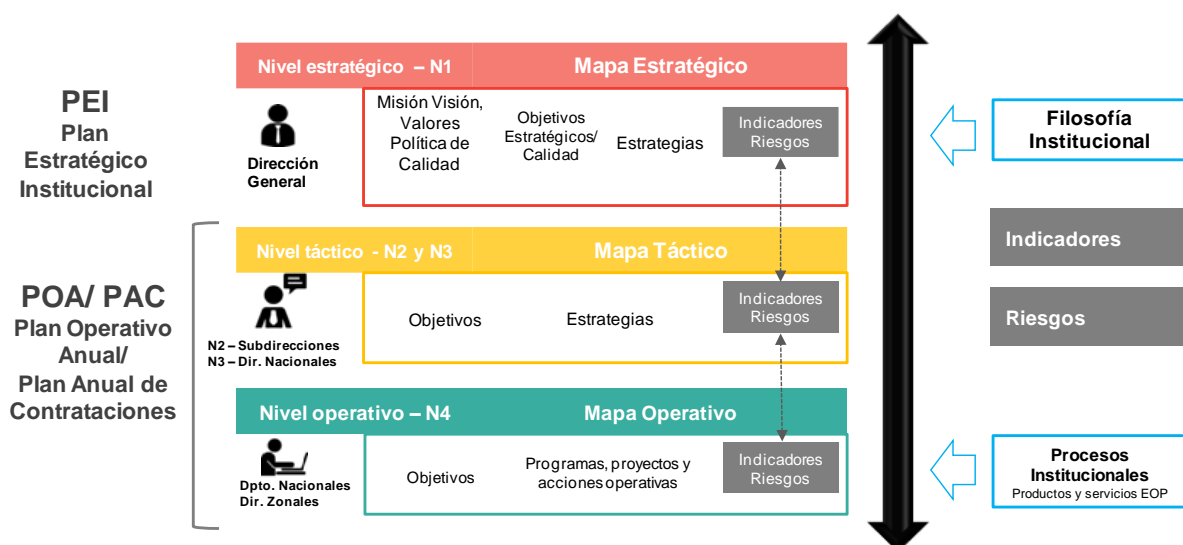 PEI
Plan
Estratégico
Institucional
Nivel estratégico – N1
Mapa Estratégico
Dirección
General
Misión Visión,
Valores
Política de
Calidad
Objetivos
Estratégicos/
Calidad
Estrategias
Indicadores
Riesgos
POA/ PAC
Plan Operativo
Anual/
Plan Anual de
Contrataciones
Nivel táctico - N2 y N3
Mapa Táctico
N2 – Subdirecciones
N3 – Dir. Nacionales
Objetivos
Estrategias
Indicadores
Riesgos
Nivel operativo – N4
Mapa Operativo
Dpto. Nacionales
Dir. Zonales
Objetivos
Programas, proyectos y
acciones operativas
Indicadores
Riesgos
Filosofía
Institucional
Indicadores
Riesgos
Procesos
Institucionales
Productos y servicios EOP